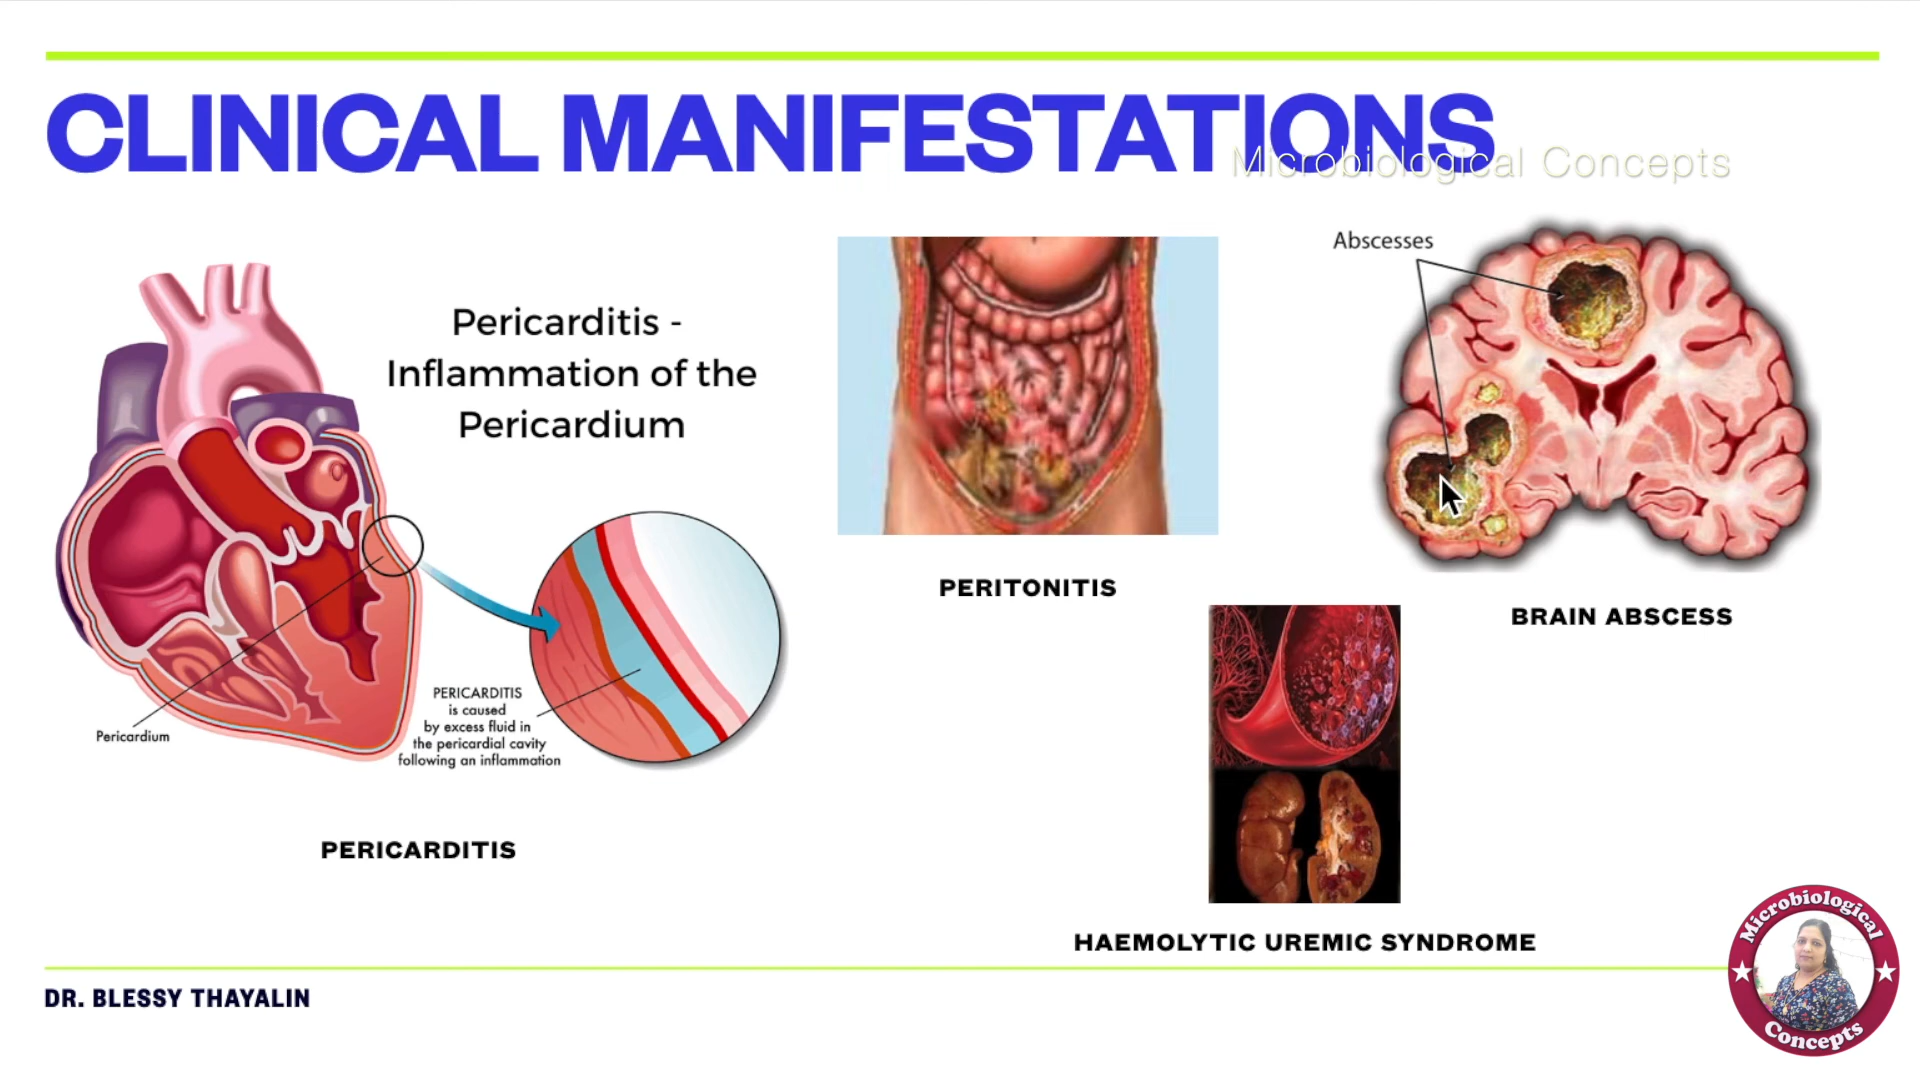 CLINICAL MANIFESTATIONS
Microbiological Concepts
Pericarditis -
Inflammation of the
Pericardium
Pericardium
PERICARDITIS
is caused
by excess fluid in
the pericardial cavity
following an inflammation
PERICARDITIS
PERITONITIS
Abscesses
BRAIN ABSCESS
HAEMOLYTIC UREMIC SYNDROME
DR. BLESSY THAYALIN
Microbiological
Concepts